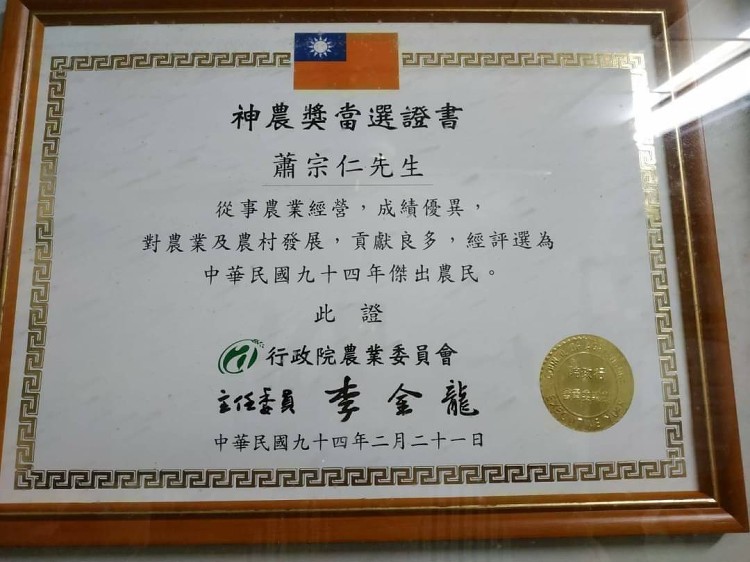 神農獎當選證書
蕭宗仁先生
從事農業經營，成績優異，
對農業及農村發展，貢獻良多，經評選為
中華民國九十四年傑出農民。
此 證
行政院農業委員會
主任委員 李金龍
中華民國九十四年二月二十一日